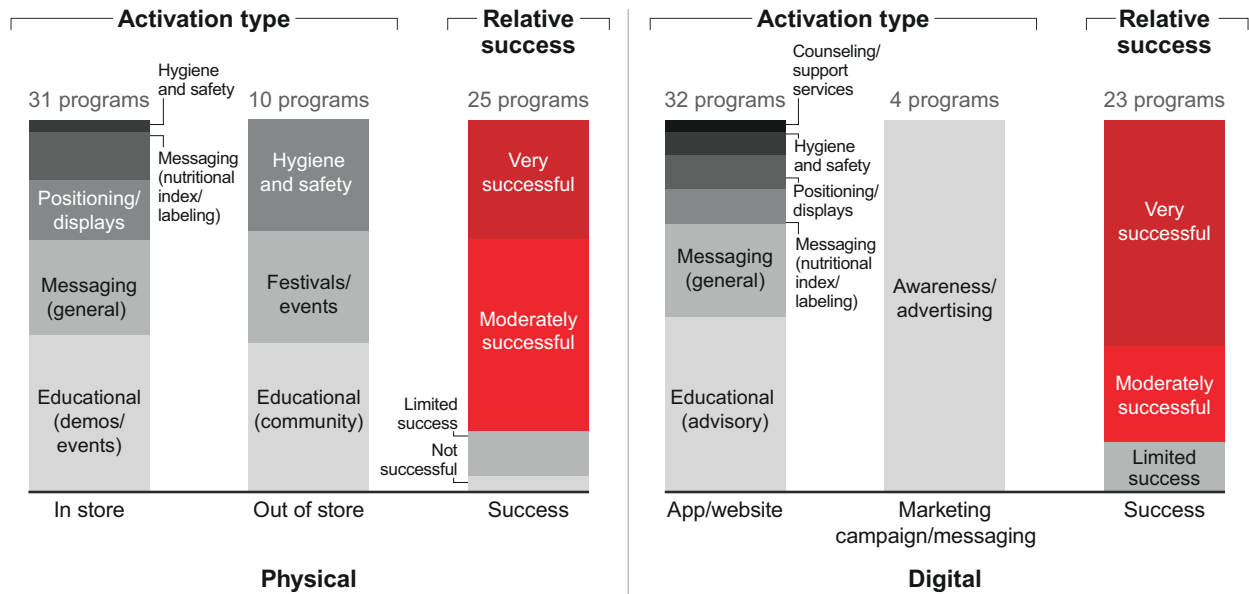 Activation type
Relative
success
31 programs
Hygiene
and safety
10 programs
25 programs
Messaging
(nutritional
index/
labeling)
Positioning/
displays
Messaging
(general)
Educational
(demos/
events)
Hygiene
and safety
Festivals/
events
Educational
(community)
Very
successful
Moderately
successful
Limited
success
Not
successful
In store
Out of store
Success
Physical
Activation type
Relative
success
Counseling/
support
services
32 programs
4 programs
23 programs
Hygiene
and safety
Positioning/
displays
Messaging
(nutritional
index/
labeling)
Messaging
(general)
Educational
(advisory)
Awareness/
advertising
Very
successful
Moderately
successful
Limited
success
App/website
Marketing
campaign/messaging
Success
Digital